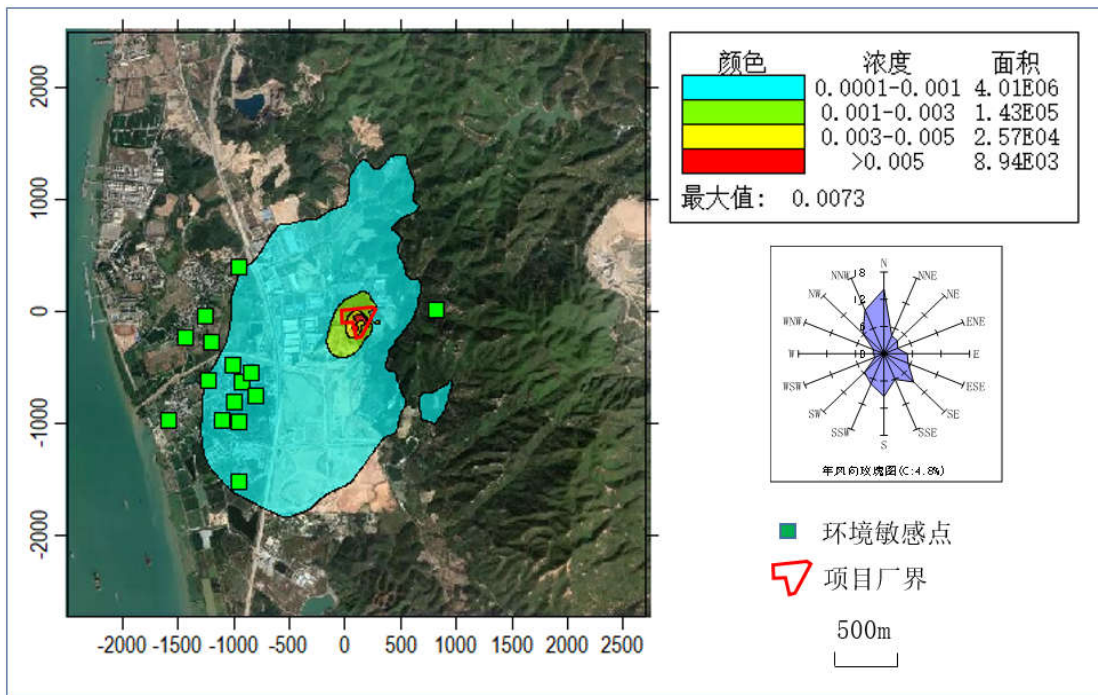 颜色 浓度 面积
0.0001-0.001 4.01E06
0.001-0.003 1.43E05
0.003-0.005 2.57E04
>0.005 8.94E03
最大值: 0.0073
2000
1000
0
-1000
-2000
-2000 -1500 -1000 -500 0 500 1000 1500 2000 2500
N
NNW 18 NNE
NW 12 NE
WNW 6 ENE
W 0 E
WSW ESE
SW SE
SSW SSE
S
年风向玫瑰图(C:4.8%)
环境敏感点
项目厂界
500m